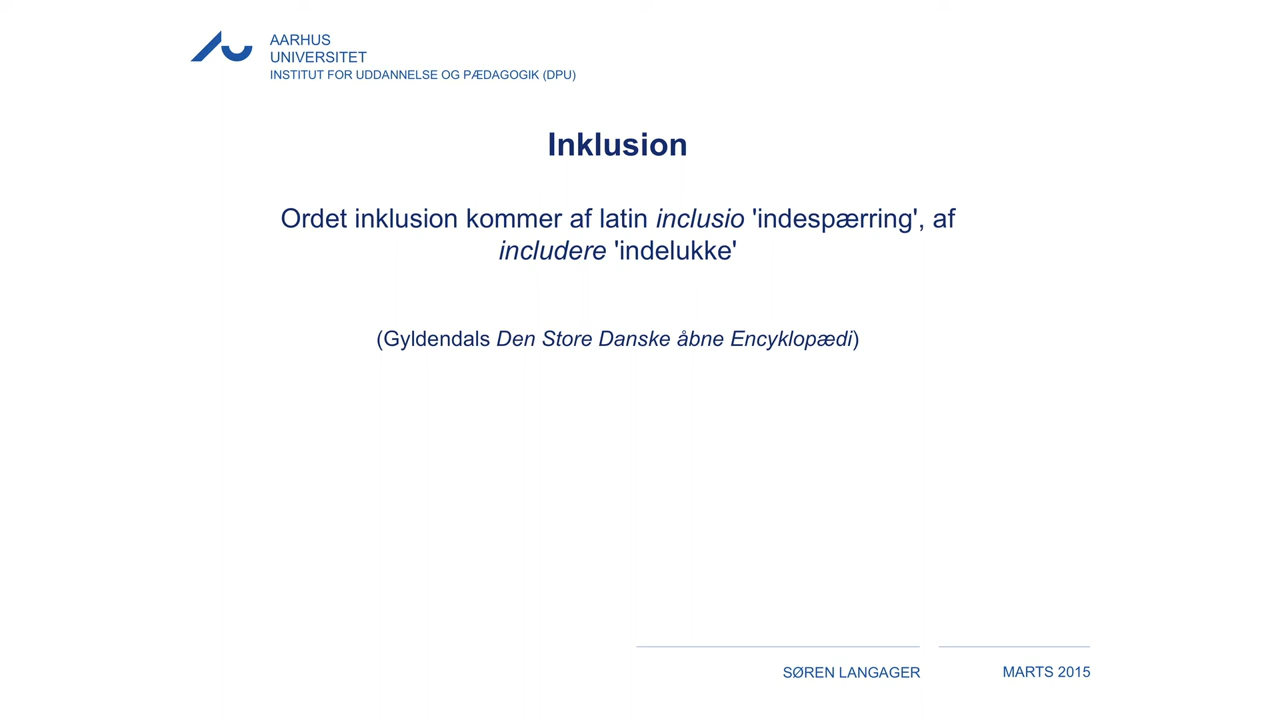 AARHUS
UNIVERSITET
INSTITUT FOR UDDANNELSE OG PÆDAGOGIK (DPU)
Inklusion
Ordet inklusion kommer af latin inclusio 'indespærring', af
includere 'indelukke'
(Gyldendals Den Store Danske åbne Encyklopædi)
SØREN LANGAGER
MARTS 2015